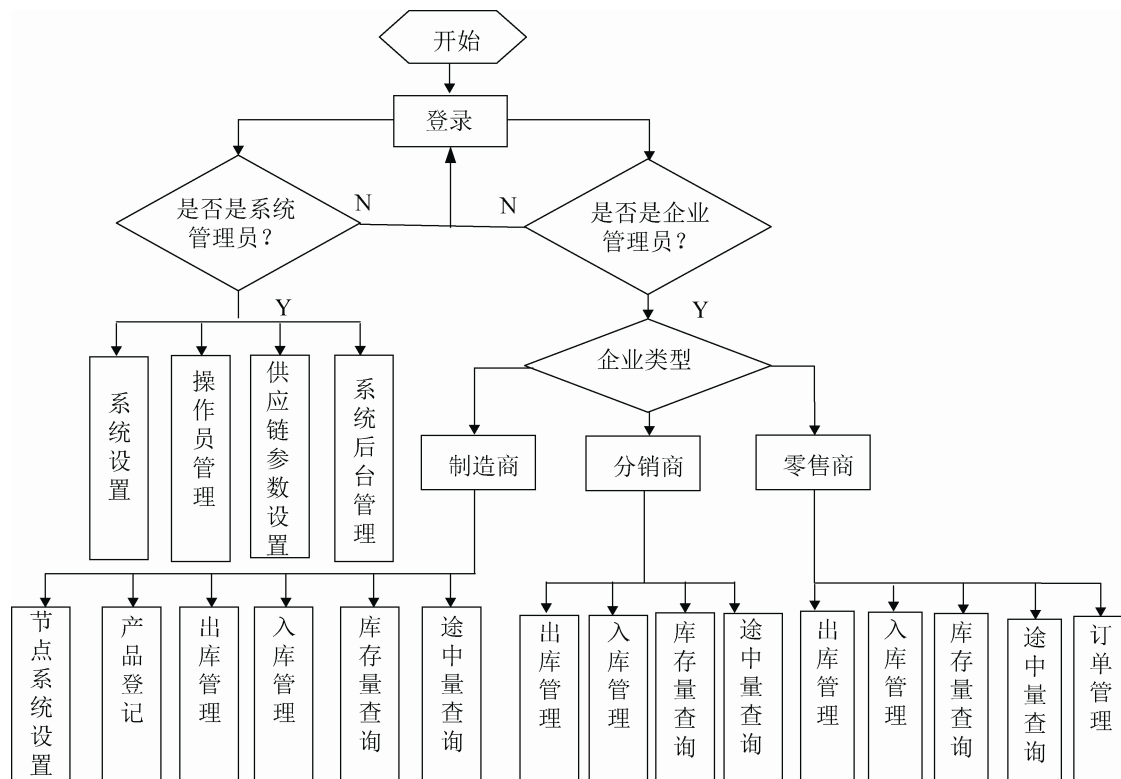 开始
登录
是否是系统
管理员？
N
N
是否是企业
管理员？
Y
Y
企业类型
系统设置
操作员管理
供应链参数设置
系统后台管理
制造商
分销商
零售商
节点系统设置
产品登记
出库管理
入库管理
库存量查询
途中量查询
出库管理
入库管理
库存量查询
途中量查询
出库管理
入库管理
库存量查询
途中量查询
订单管理